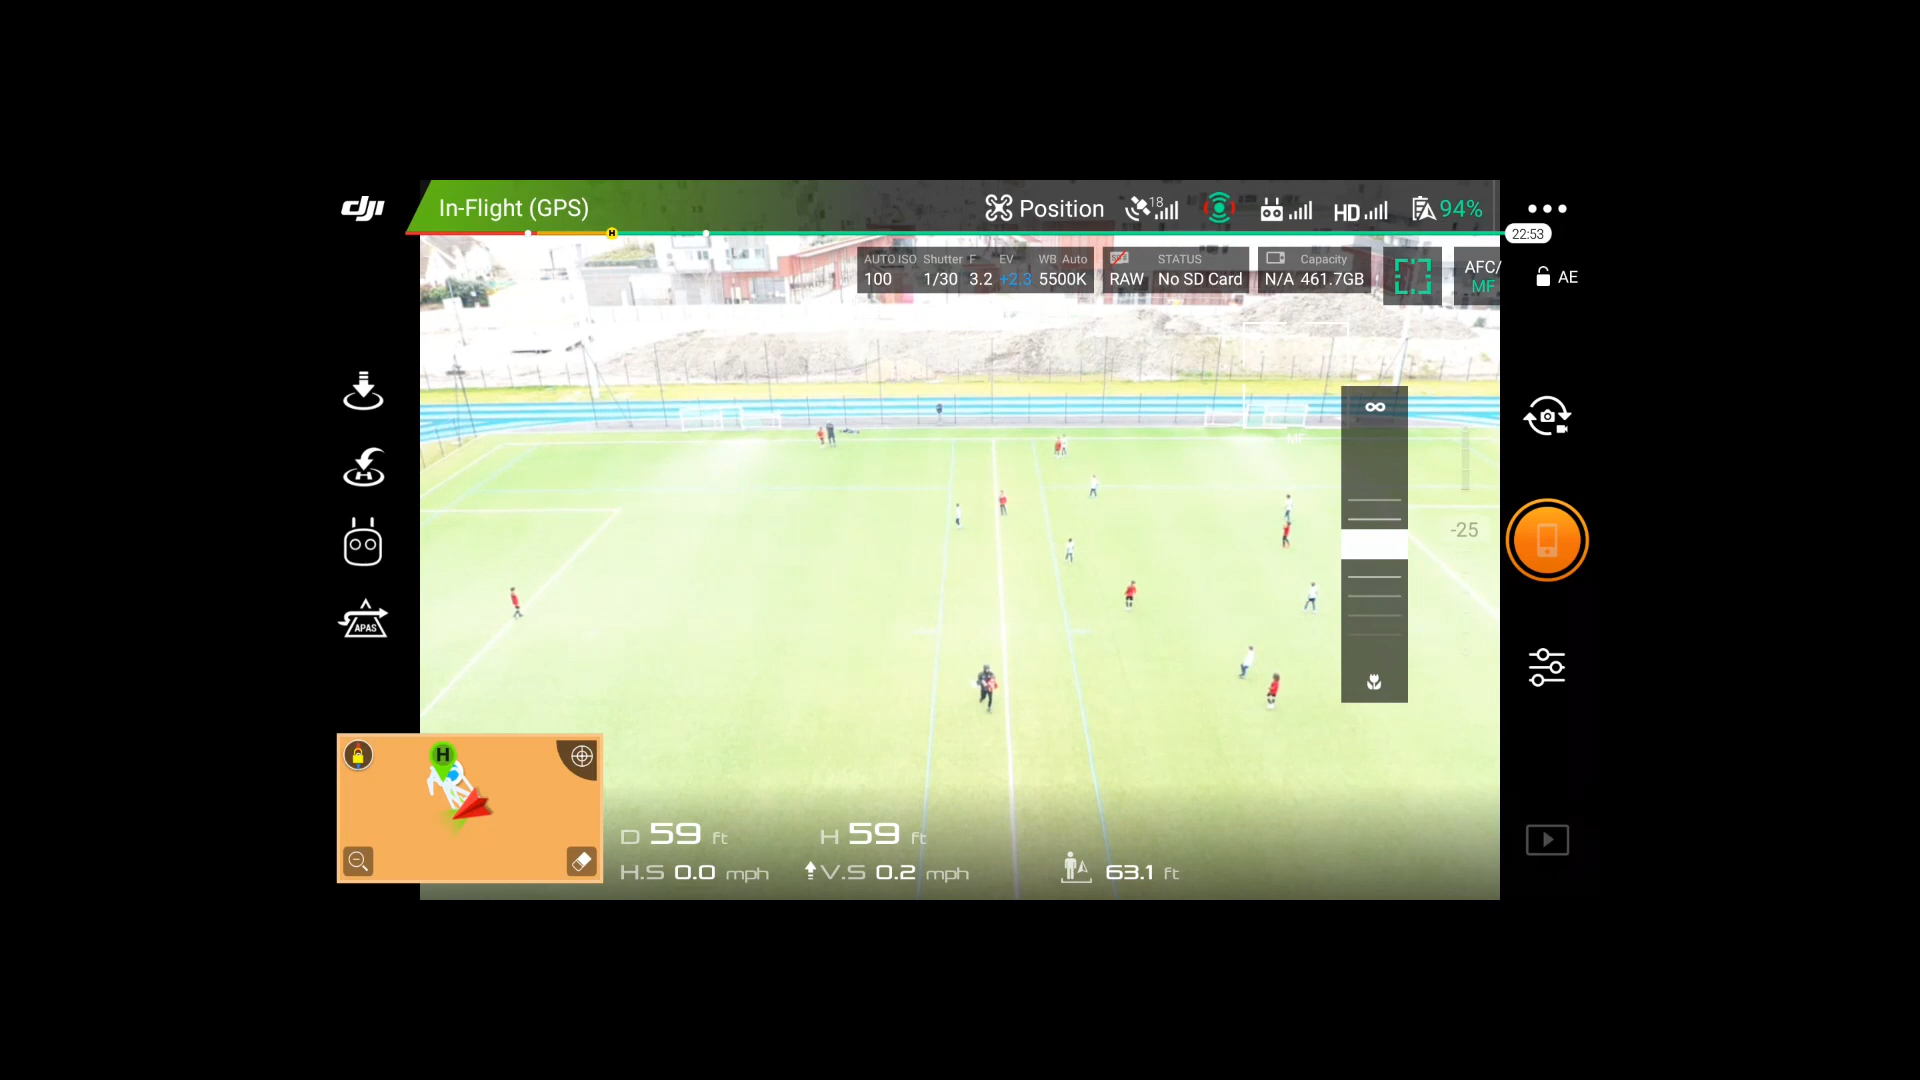 dji
In-Flight (GPS)
Position
18
HD
94%
H
22:53
AUTO ISO Shutter F EV WB Auto
100 1/30 3.2 +2.3 5500K
STATUS
RAW No SD Card
Capacity
N/A 461.7GB
AFC/
MF
AE
∞
MF
-25
H
APAS
H
D 59 ft
H 59 ft
H.S 0.0 mph
V.S 0.2 mph
63.1 ft